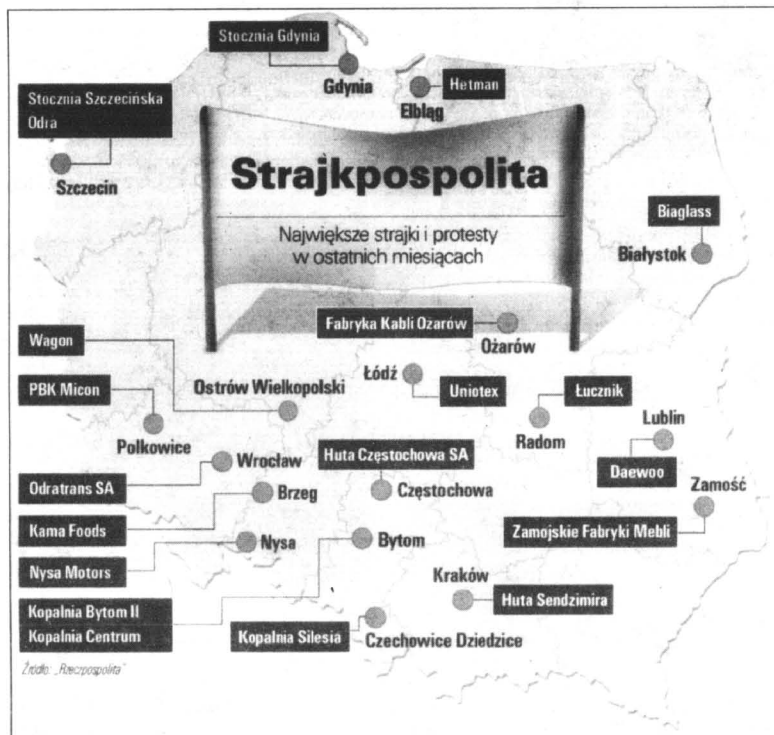 Stocznia Gdynia
Gdynia
Hetman
Elbląg
Stocznia Szczecińska
Odra
Szczecin
Strajkpospolita
Największe strajki i protesty
w ostatnich miesiącach
Biaglass
Białystok
Fabryka Kabli Ożarów
Ożarów
Wagon
Ostrów Wielkopolski
Łódź
Uniotex
Łucznik
Radom
PBK Micon
Polkowice
Lublin
Daewoo
Odratrans SA
Wrocław
Huta Częstochowa SA
Częstochowa
Zamość
Zamojskie Fabryki Mebli
Kama Foods
Brzeg
Nysa Motors
Nysa
Bytom
Kopalnia Bytom II
Kopalnia Centrum
Kraków
Huta Sendzimira
Kopalnia Silesia
Czechowice Dziedzice
Źródło: „Rzeczpospolita”